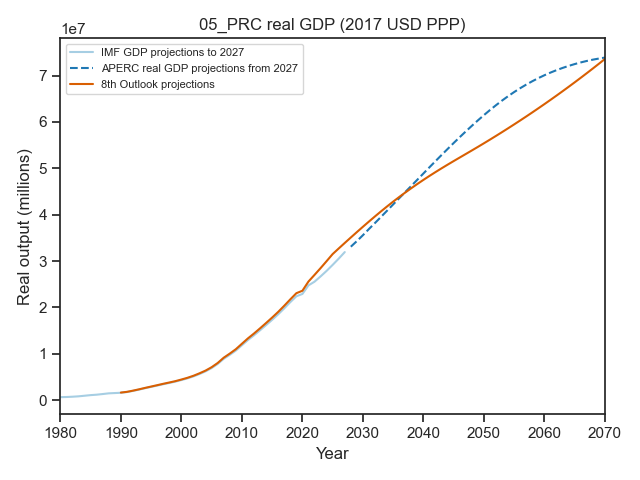 05_PRC real GDP (2017 USD PPP)
1e7
IMF GDP projections to 2027
APERC real GDP projections from 2027
8th Outlook projections
Real output (millions)
7
6
5
4
3
2
1
0
1980 1990 2000 2010 2020 2030 2040 2050 2060 2070
Year